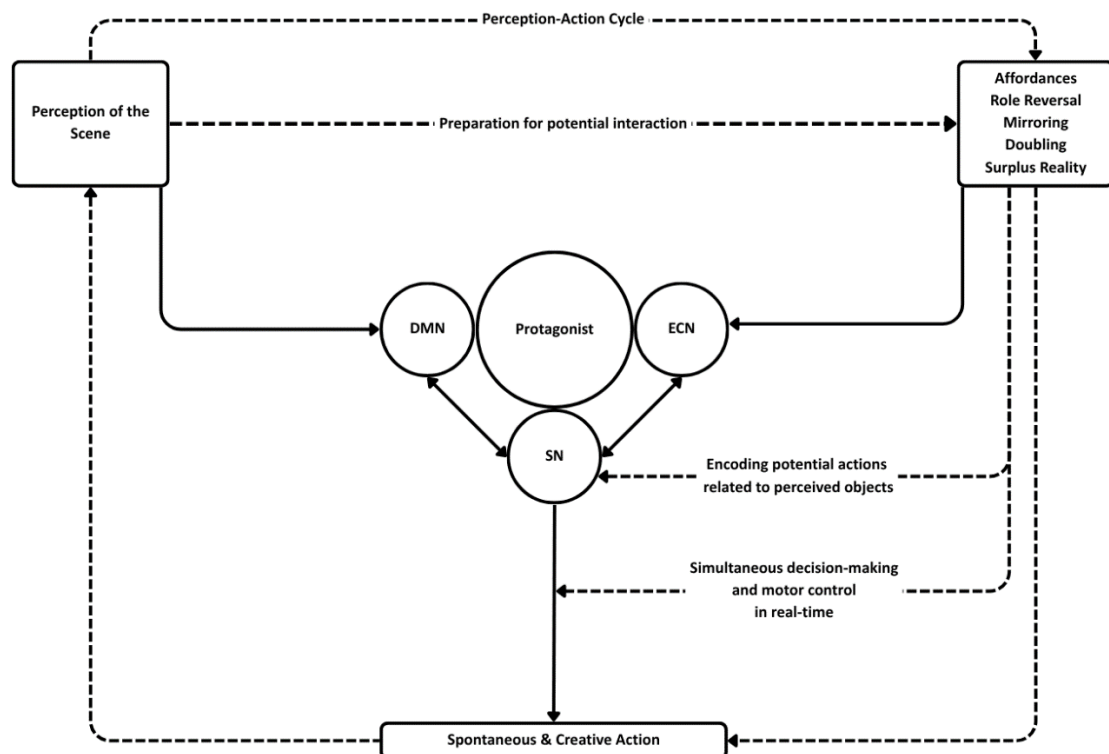 Perception-Action Cycle
Perception of the
Scene
Affordances
Role Reversal
Mirroring
Doubling
Surplus Reality
Preparation for potential interaction
DMN
Protagonist
ECN
SN
Encoding potential actions
related to perceived objects
Simultaneous decision-making
and motor control
in real-time
Spontaneous & Creative Action